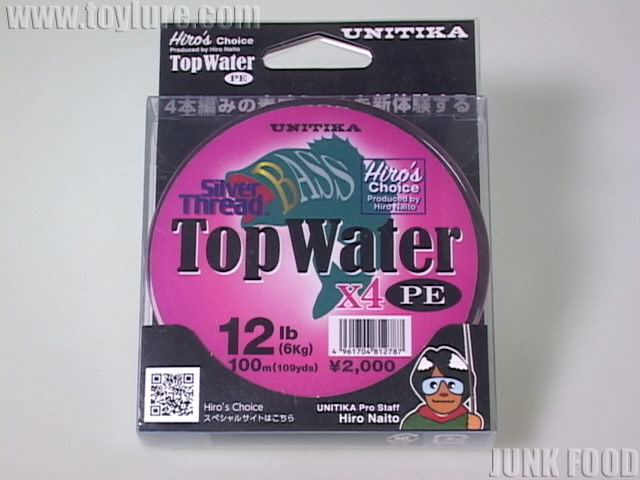 www.toylure.com
Hiro's Choice
Produced by Hiro Naito
Top Water
PE
UNITIKA
4本編みの
新体験する
UNITIKA
BASS
Silver
Thread
Hiro's
Choice
Produced by
Hiro Naito
Top Water
X4 PE
12 lb
(6Kg)
100m (109yds)
4 961704 812787
¥2,000
Hiro's Choice
スペシャルサイトはこちら
UNITIKA Pro Staff
Hiro Naito
JUNK FOOD